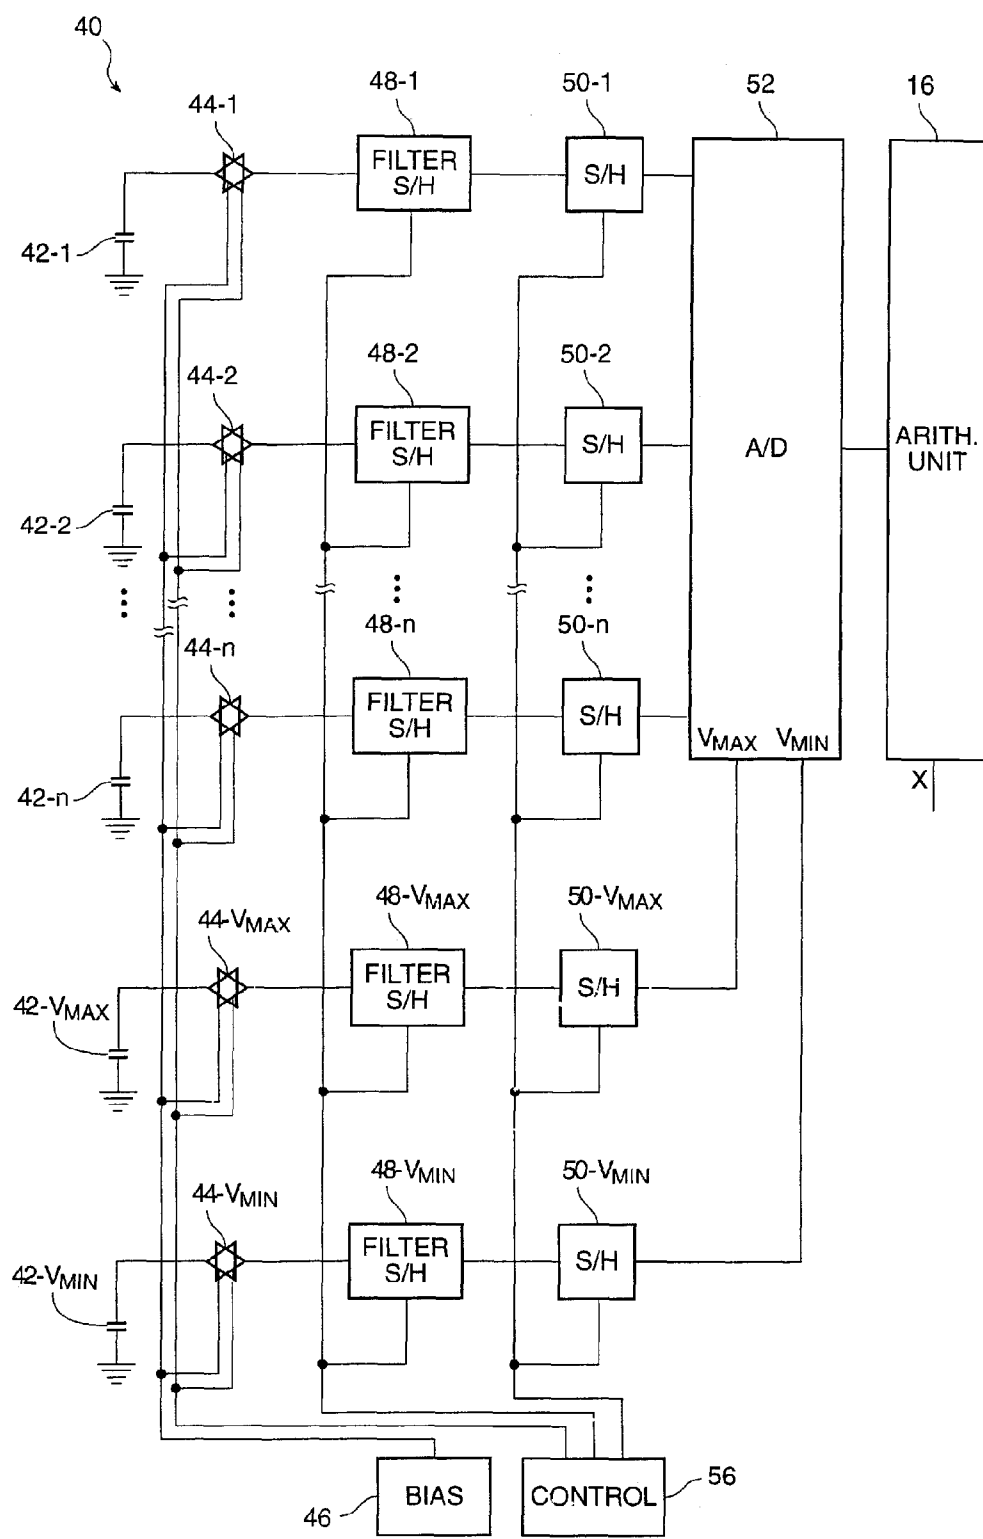 40
44-1
48-1
50-1
52
16
FILTER
S/H
S/H
42-1
44-2
48-2
50-2
FILTER
S/H
S/H
A/D
ARITH.
UNIT
42-2
44-n
48-n
50-n
FILTER
S/H
S/H
VMAX VMIN
X
42-n
44-VMAX
48-VMAX
50-VMAX
FILTER
S/H
S/H
42-VMAX
44-VMIN
48-VMIN
50-VMIN
FILTER
S/H
S/H
42-VMIN
46
BIAS
CONTROL
56